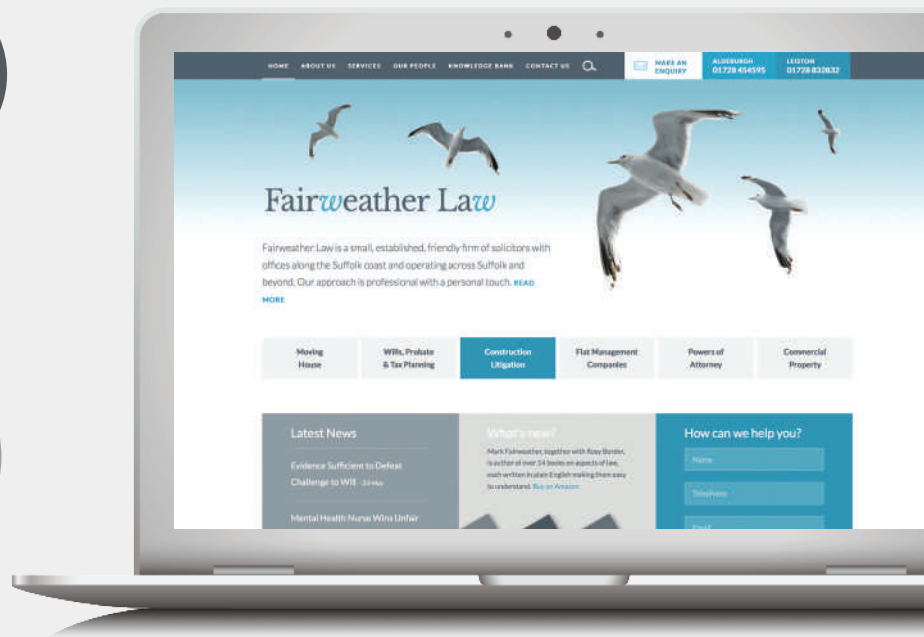 HOME ABOUT US SERVICES OUR PEOPLE KNOWLEDGE BANK CONTACT US
MAKE AN
ENQUIRY
ALDEBURGH
01728 454595
LEISTON
01728 832832
Fairweather Law
Fairweather Law is a small, established, friendly firm of solicitors with
offices along the Suffolk coast and operating across Suffolk and
beyond. Our approach is professional with a personal touch. READ
MORE
Moving
House
Wills, Probate
& Tax Planning
Construction
Litigation
Flat Management
Companies
Powers of
Attorney
Commercial
Property
Latest News
Evidence Sufficient to Defeat
Challenge to Will
Mental Health Nurse Wins Unfair
What's new?
Mark Fairweather, together with Rosy Border,
is author of over 14 books on aspects of law,
each written in plain English making them easy
to understand. Buy on Amazon
How can we help you?
Name
Telephone
Email